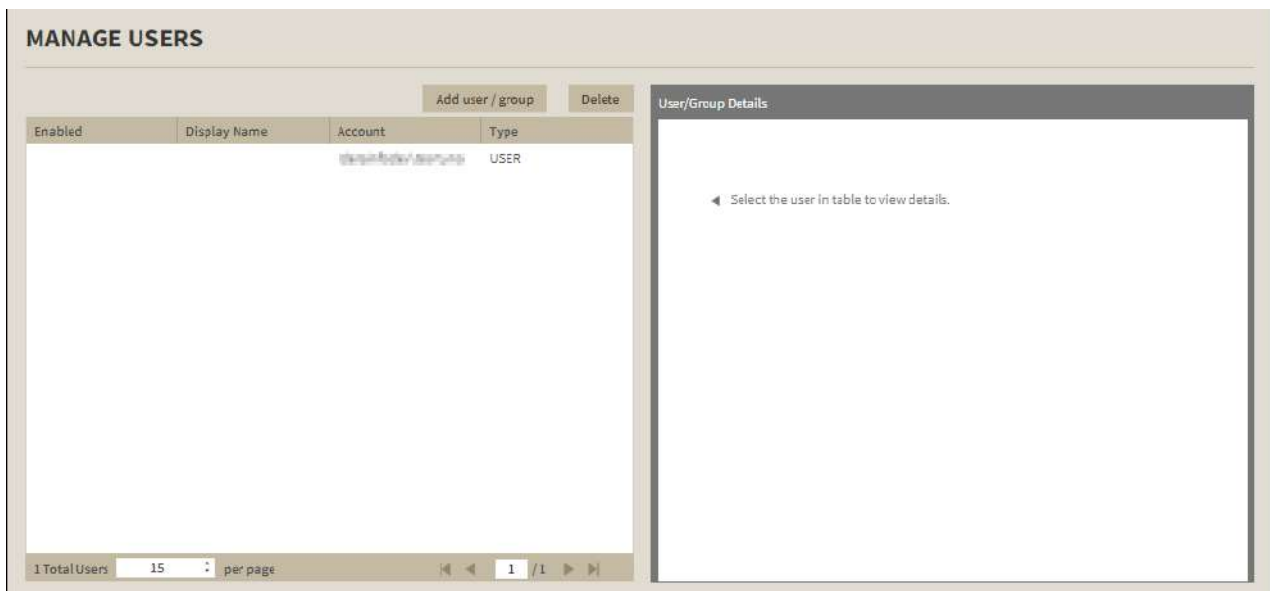 MANAGE USERS
Add user / group Delete
Enabled Display Name Account Type
USER
1 Total Users 15 per page 1 / 1
User/Group Details
Select the user in table to view details.